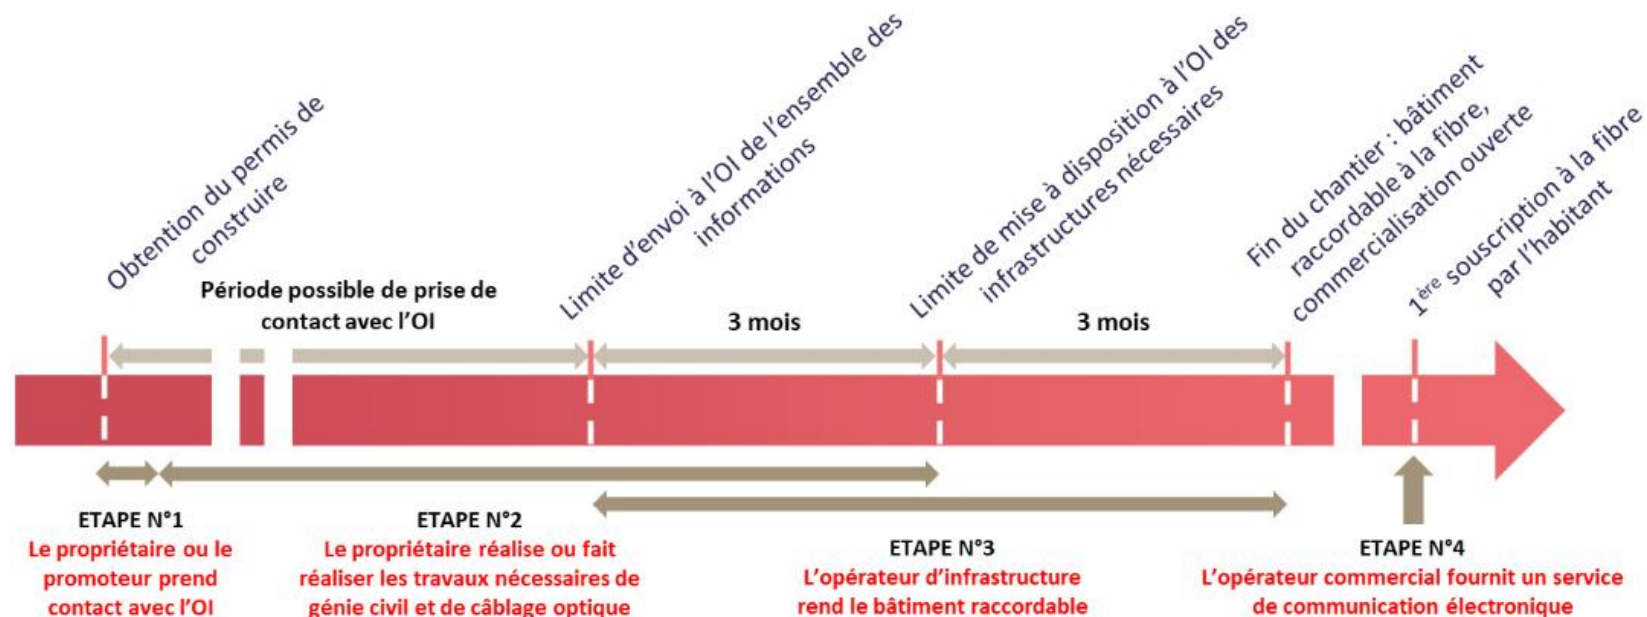 Obtention du permis de
construire
Limite d'envoi à l'OI de l'ensemble des
informations
Limite de mise à disposition à l'OI des
infrastructures nécessaires
Fin du chantier : bâtiment
raccordable à la fibre,
commercialisation ouverte
1ère souscription à la fibre
par l'habitant
Période possible de prise de
contact avec l'OI
3 mois
3 mois
ETAPE N°1
Le propriétaire ou le
promoteur prend
contact avec l'OI
ETAPE N°2
Le propriétaire réalise ou fait
réaliser les travaux nécessaires de
génie civil et de câblage optique
ETAPE N°3
L'opérateur d'infrastructure
rend le bâtiment raccordable
ETAPE N°4
L'opérateur commercial fournit un service
de communication électronique